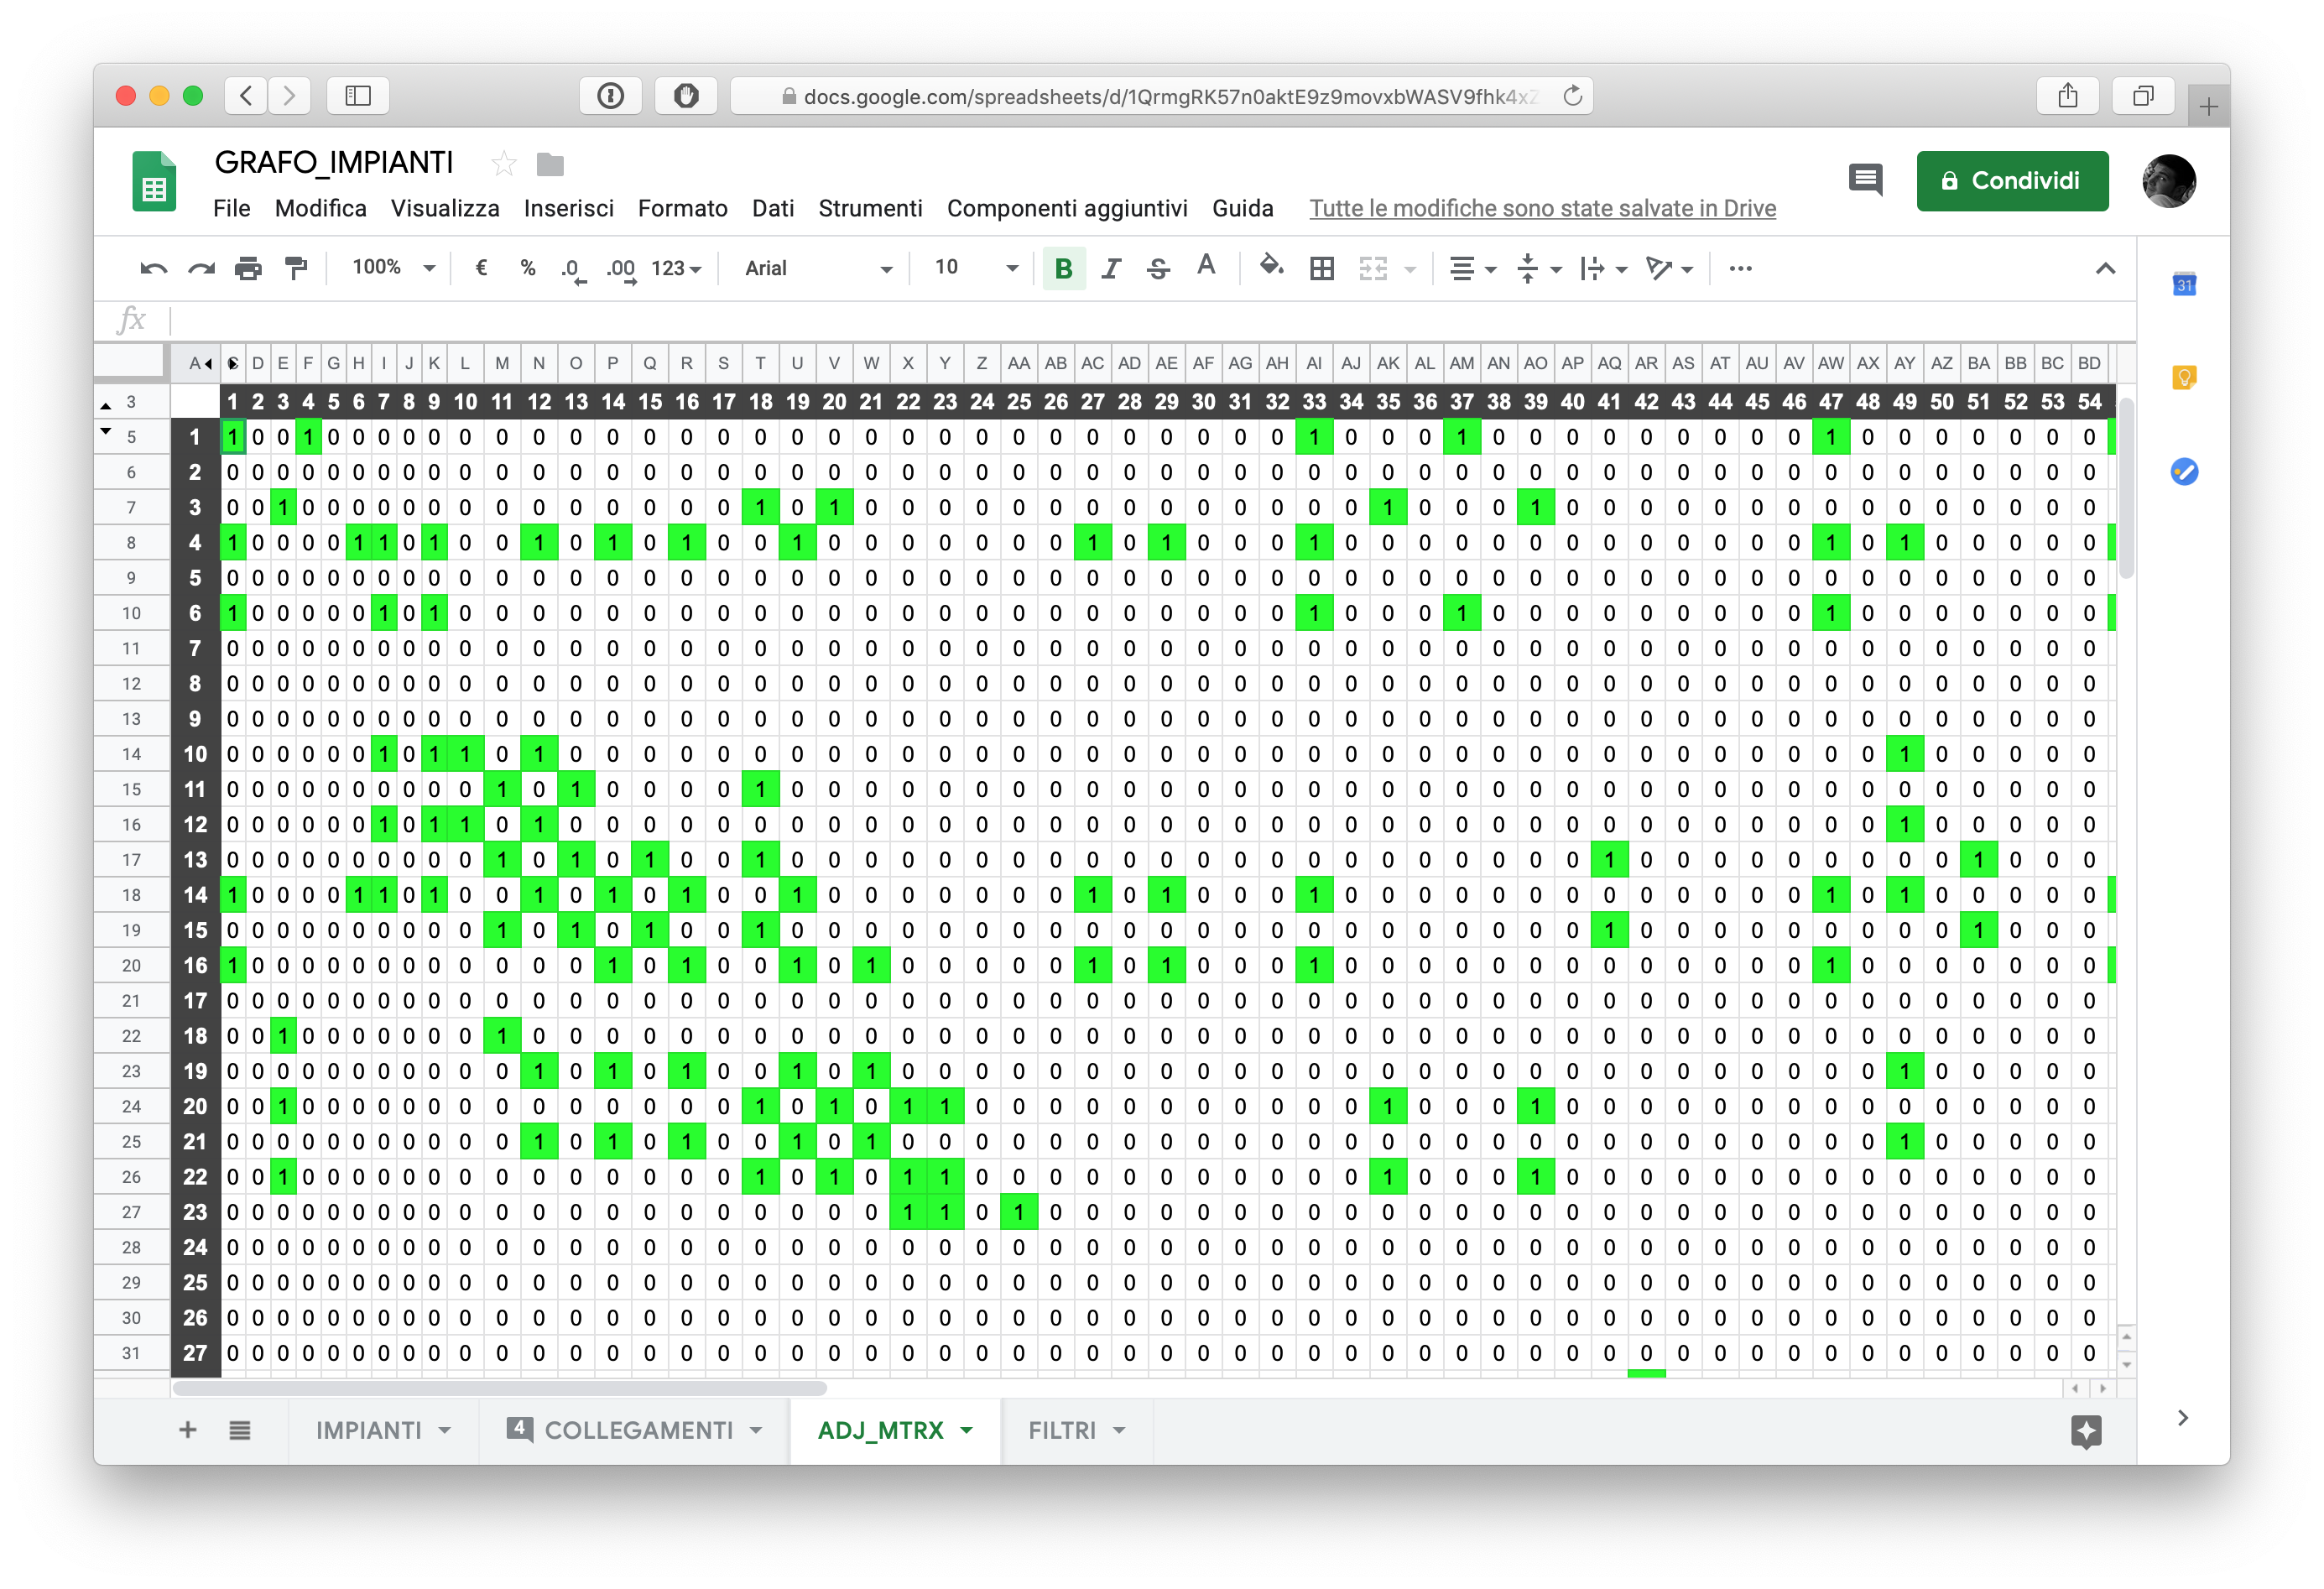 docs.google.com/spreadsheets/d/1QrmgRK57n0aktE9z9movxbWASV9fhk4xZ
GRAFO_IMPIANTI
Condividi
File Modifica Visualizza Inserisci Formato Dati Strumenti Componenti aggiuntivi Guida Tutte le modifiche sono state salvate in Drive
100% € % .0 .00 123 Arial 10 B I S A
31
fx
A C D E F G H I J K L M N O P Q R S T U V W X Y Z AA AB AC AD AE AF AG AH AI AJ AK AL AM AN AO AP AQ AR AS AT AU AV AW AX AY AZ BA BB BC BD
3 1 2 3 4 5 6 7 8 9 10 11 12 13 14 15 16 17 18 19 20 21 22 23 24 25 26 27 28 29 30 31 32 33 34 35 36 37 38 39 40 41 42 43 44 45 46 47 48 49 50 51 52 53 54
5 1 1 0 0 1 0 0 0 0 0 0 0 0 0 0 0 0 0 0 0 0 0 0 0 0 0 0 0 0 0 0 0 0 1 0 0 0 1 0 0 0 0 0 0 0 0 0 1 0 0 0 0 0 0 0
6 2 0 0 0 0 0 0 0 0 0 0 0 0 0 0 0 0 0 0 0 0 0 0 0 0 0 0 0 0 0 0 0 0 0 0 0 0 0 0 0 0 0 0 0 0 0 0 0 0 0 0 0 0 0 0
7 3 0 0 1 0 0 0 0 0 0 0 0 0 0 0 0 0 0 1 0 1 0 0 0 0 0 0 0 0 0 0 0 0 0 0 1 0 0 0 1 0 0 0 0 0 0 0 0 0 0 0 0 0 0 0
8 4 1 0 0 0 0 1 1 0 1 0 0 1 0 1 0 1 0 0 1 0 0 0 0 0 0 0 1 0 1 0 0 0 1 0 0 0 0 0 0 0 0 0 0 0 0 0 1 0 1 0 0 0 0 0
9 5 0 0 0 0 0 0 0 0 0 0 0 0 0 0 0 0 0 0 0 0 0 0 0 0 0 0 0 0 0 0 0 0 0 0 0 0 0 0 0 0 0 0 0 0 0 0 0 0 0 0 0 0 0 0
10 6 1 0 0 0 0 0 1 0 1 0 0 0 0 0 0 0 0 0 0 0 0 0 0 0 0 0 0 0 0 0 0 0 1 0 0 0 1 0 0 0 0 0 0 0 0 0 1 0 0 0 0 0 0 0
11 7 0 0 0 0 0 0 0 0 0 0 0 0 0 0 0 0 0 0 0 0 0 0 0 0 0 0 0 0 0 0 0 0 0 0 0 0 0 0 0 0 0 0 0 0 0 0 0 0 0 0 0 0 0 0
12 8 0 0 0 0 0 0 0 0 0 0 0 0 0 0 0 0 0 0 0 0 0 0 0 0 0 0 0 0 0 0 0 0 0 0 0 0 0 0 0 0 0 0 0 0 0 0 0 0 0 0 0 0 0 0
13 9 0 0 0 0 0 0 0 0 0 0 0 0 0 0 0 0 0 0 0 0 0 0 0 0 0 0 0 0 0 0 0 0 0 0 0 0 0 0 0 0 0 0 0 0 0 0 0 0 0 0 0 0 0 0
14 10 0 0 0 0 0 0 1 0 1 1 0 1 0 0 0 0 0 0 0 0 0 0 0 0 0 0 0 0 0 0 0 0 0 0 0 0 0 0 0 0 0 0 0 0 0 0 0 0 1 0 0 0 0 0
15 11 0 0 0 0 0 0 0 0 0 0 1 0 1 0 0 0 0 1 0 0 0 0 0 0 0 0 0 0 0 0 0 0 0 0 0 0 0 0 0 0 0 0 0 0 0 0 0 0 0 0 0 0 0 0
16 12 0 0 0 0 0 0 1 0 1 1 0 1 0 0 0 0 0 0 0 0 0 0 0 0 0 0 0 0 0 0 0 0 0 0 0 0 0 0 0 0 0 0 0 0 0 0 0 0 1 0 0 0 0 0
17 13 0 0 0 0 0 0 0 0 0 0 1 0 1 0 1 0 0 1 0 0 0 0 0 0 0 0 0 0 0 0 0 0 0 0 0 0 0 0 0 0 1 0 0 0 0 0 0 0 0 0 1 0 0 0
18 14 1 0 0 0 0 1 1 0 1 0 0 1 0 1 0 1 0 0 1 0 0 0 0 0 0 0 1 0 1 0 0 0 1 0 0 0 0 0 0 0 0 0 0 0 0 0 1 0 1 0 0 0 0 0
19 15 0 0 0 0 0 0 0 0 0 0 1 0 1 0 1 0 0 1 0 0 0 0 0 0 0 0 0 0 0 0 0 0 0 0 0 0 0 0 0 0 1 0 0 0 0 0 0 0 0 0 1 0 0 0
20 16 1 0 0 0 0 0 0 0 0 0 0 0 0 1 0 1 0 0 1 0 1 0 0 0 0 0 1 0 1 0 0 0 1 0 0 0 0 0 0 0 0 0 0 0 0 0 1 0 0 0 0 0 0 0
21 17 0 0 0 0 0 0 0 0 0 0 0 0 0 0 0 0 0 0 0 0 0 0 0 0 0 0 0 0 0 0 0 0 0 0 0 0 0 0 0 0 0 0 0 0 0 0 0 0 0 0 0 0 0 0
22 18 0 0 1 0 0 0 0 0 0 0 1 0 0 0 0 0 0 0 0 0 0 0 0 0 0 0 0 0 0 0 0 0 0 0 0 0 0 0 0 0 0 0 0 0 0 0 0 0 0 0 0 0 0 0
23 19 0 0 0 0 0 0 0 0 0 0 0 1 0 1 0 1 0 0 1 0 1 0 0 0 0 0 0 0 0 0 0 0 0 0 0 0 0 0 0 0 0 0 0 0 0 0 0 0 1 0 0 0 0 0
24 20 0 0 1 0 0 0 0 0 0 0 0 0 0 0 0 0 0 1 0 1 0 1 1 0 0 0 0 0 0 0 0 0 0 0 1 0 0 0 1 0 0 0 0 0 0 0 0 0 0 0 0 0 0 0
25 21 0 0 0 0 0 0 0 0 0 0 0 1 0 1 0 1 0 0 1 0 1 0 0 0 0 0 0 0 0 0 0 0 0 0 0 0 0 0 0 0 0 0 0 0 0 0 0 0 1 0 0 0 0 0
26 22 0 0 1 0 0 0 0 0 0 0 0 0 0 0 0 0 0 1 0 1 0 1 1 0 0 0 0 0 0 0 0 0 0 0 1 0 0 0 1 0 0 0 0 0 0 0 0 0 0 0 0 0 0 0
27 23 0 0 0 0 0 0 0 0 0 0 0 0 0 0 0 0 0 0 0 0 0 1 1 0 1 0 0 0 0 0 0 0 0 0 0 0 0 0 0 0 0 0 0 0 0 0 0 0 0 0 0 0 0 0
28 24 0 0 0 0 0 0 0 0 0 0 0 0 0 0 0 0 0 0 0 0 0 0 0 0 0 0 0 0 0 0 0 0 0 0 0 0 0 0 0 0 0 0 0 0 0 0 0 0 0 0 0 0 0 0
29 25 0 0 0 0 0 0 0 0 0 0 0 0 0 0 0 0 0 0 0 0 0 0 0 0 0 0 0 0 0 0 0 0 0 0 0 0 0 0 0 0 0 0 0 0 0 0 0 0 0 0 0 0 0 0
30 26 0 0 0 0 0 0 0 0 0 0 0 0 0 0 0 0 0 0 0 0 0 0 0 0 0 0 0 0 0 0 0 0 0 0 0 0 0 0 0 0 0 0 0 0 0 0 0 0 0 0 0 0 0 0
31 27 0 0 0 0 0 0 0 0 0 0 0 0 0 0 0 0 0 0 0 0 0 0 0 0 0 0 0 0 0 0 0 0 0 0 0 0 0 0 0 0 0 0 0 0 0 0 0 0 0 0 0 0 0 0
IMPIANTI 4 COLLEGAMENTI ADJ_MTRX FILTRI